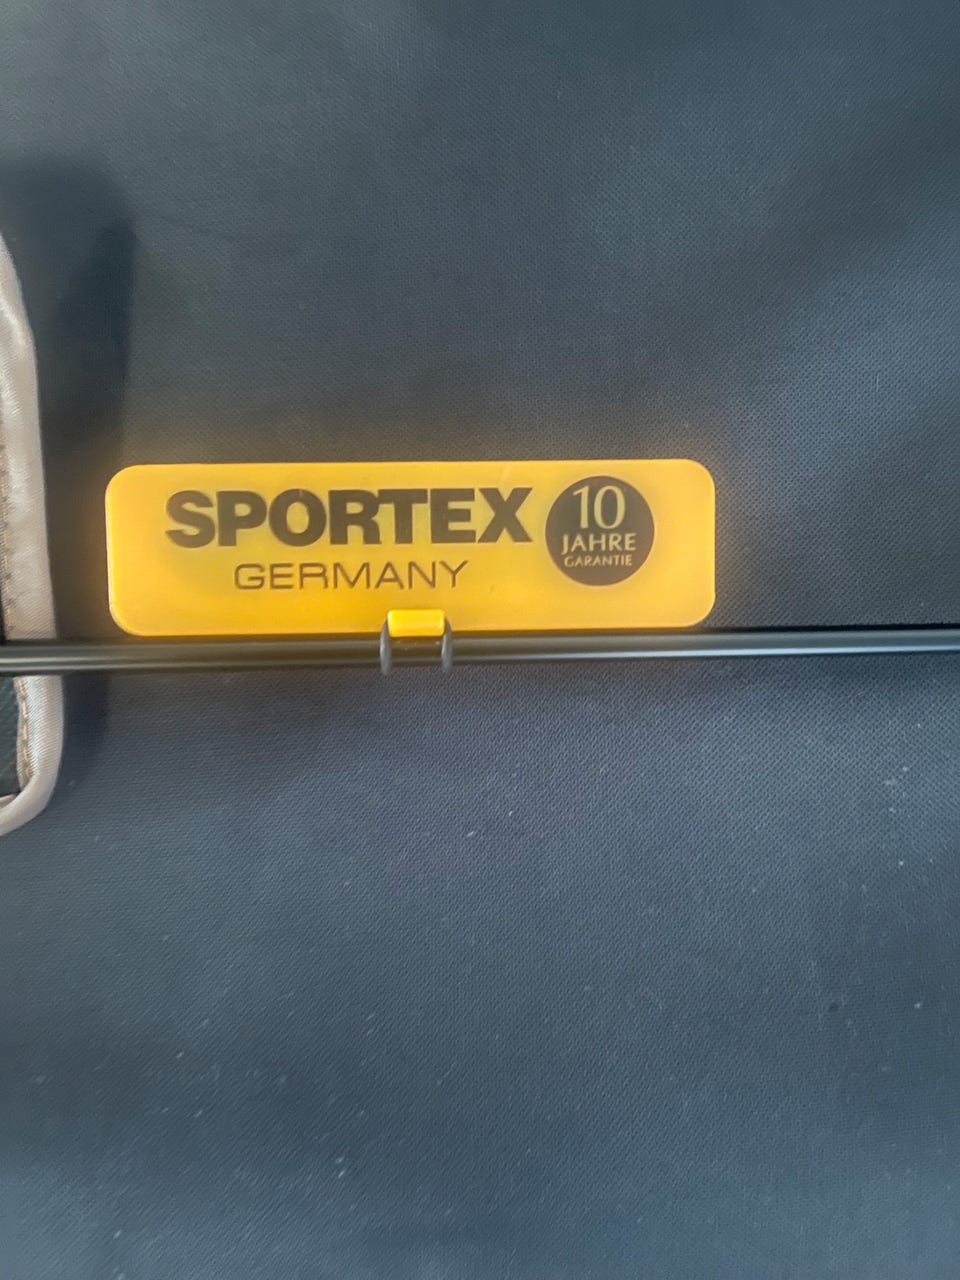 SPORTEX
GERMANY
10
JAHRE
GARANTIE